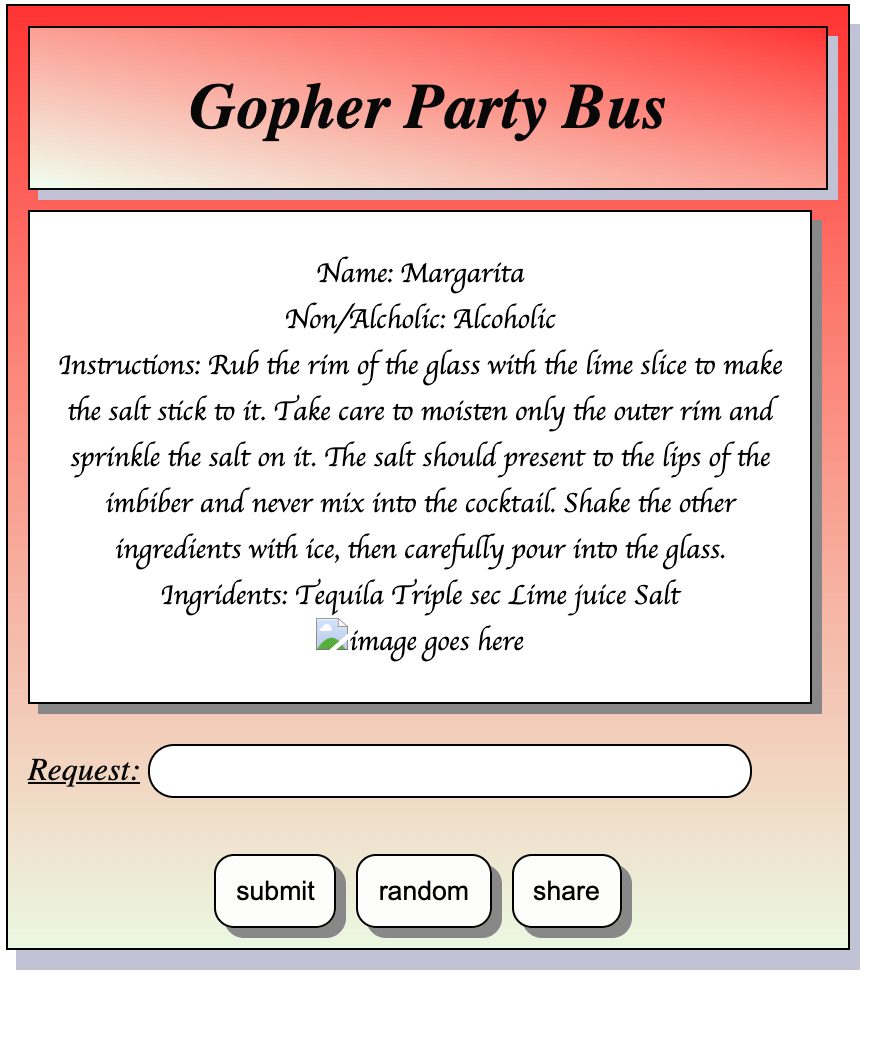 Gopher Party Bus
Name: Margarita
Non/Alcholic: Alcoholic
Instructions: Rub the rim of the glass with the lime slice to make
the salt stick to it. Take care to moisten only the outer rim and
sprinkle the salt on it. The salt should present to the lips of the
imbiber and never mix into the cocktail. Shake the other
ingredients with ice, then carefully pour into the glass.
Ingridents: Tequila Triple sec Lime juice Salt
image goes here
Request:
submit random share